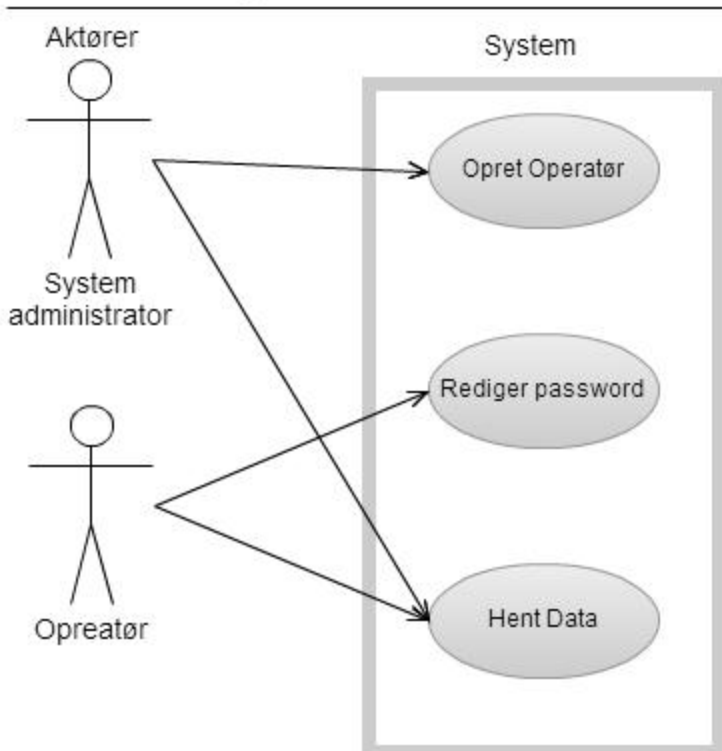 Aktører
System
Opret Operatør
System
administrator
Rediger password
Opreatør
Hent Data